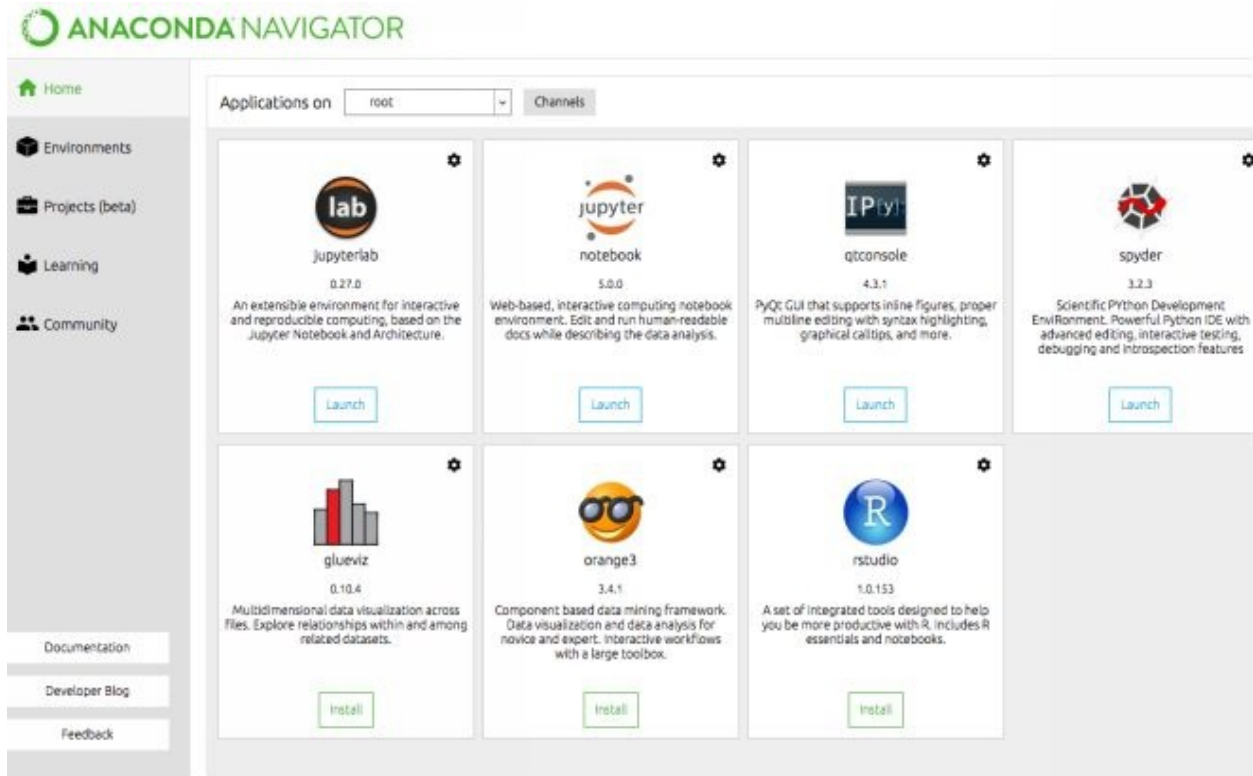 ANACONDA NAVIGATOR
Home
Environments
Projects (beta)
Learning
Community
Documentation
Developer Blog
Feedback
Applications on root Channels
lab
jupyterlab
0.27.0
An extensible environment for interactive
and reproducible computing, based on the
Jupyter Notebook and Architecture.
Launch
jupyter
notebook
5.0.0
Web-based, interactive computing notebook
environment. Edit and run human-readable
docs while describing the data analysis.
Launch
IP[y]:
qtconsole
4.3.1
PyQt GUI that supports inline figures, proper
multiline editing with syntax highlighting,
graphical calltips, and more.
Launch
spyder
3.2.3
Scientific PYthon Development
EnviRonment. Powerful Python IDE with
advanced editing, interactive testing,
debugging and introspection features
Launch
glueviz
0.10.4
Multidimensional data visualization across
files. Explore relationships within and among
related datasets.
Install
orange3
3.4.1
Component based data mining framework.
Data visualization and data analysis for
novice and expert. Interactive workflows
with a large toolbox.
Install
R
rstudio
1.0.153
A set of integrated tools designed to help
you be more productive with R. Includes R
essentials and notebooks.
Install